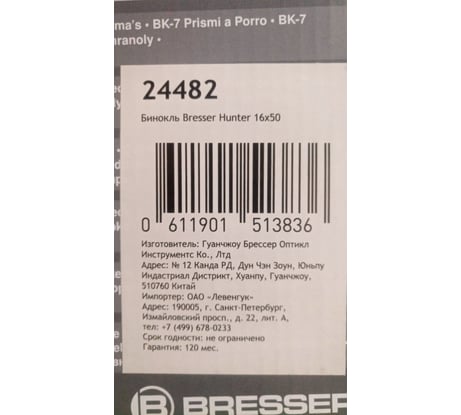 ma's • BK-7 Prismi a Porro • BK-7
aranoly •
24482
Бинокль Bresser Hunter 16x50
0 611901 513836
Изготовитель: Гуанчжоу Брессер Оптикл
Инструментс Ко., Лтд
Адрес: № 12 Канда РД, Дун Чэн Зоун, Юньпу
Индастриал Дистрикт, Хуанпу, Гуанчжоу,
510760 Китай
Импортер: ОАО «Левенгук»
Адрес: 190005, г. Санкт-Петербург,
Измайловский просп., д. 22, лит. А,
тел: +7 (499) 678-0233
Срок годности: не ограничено
Гарантия: 120 мес.
BRESSER